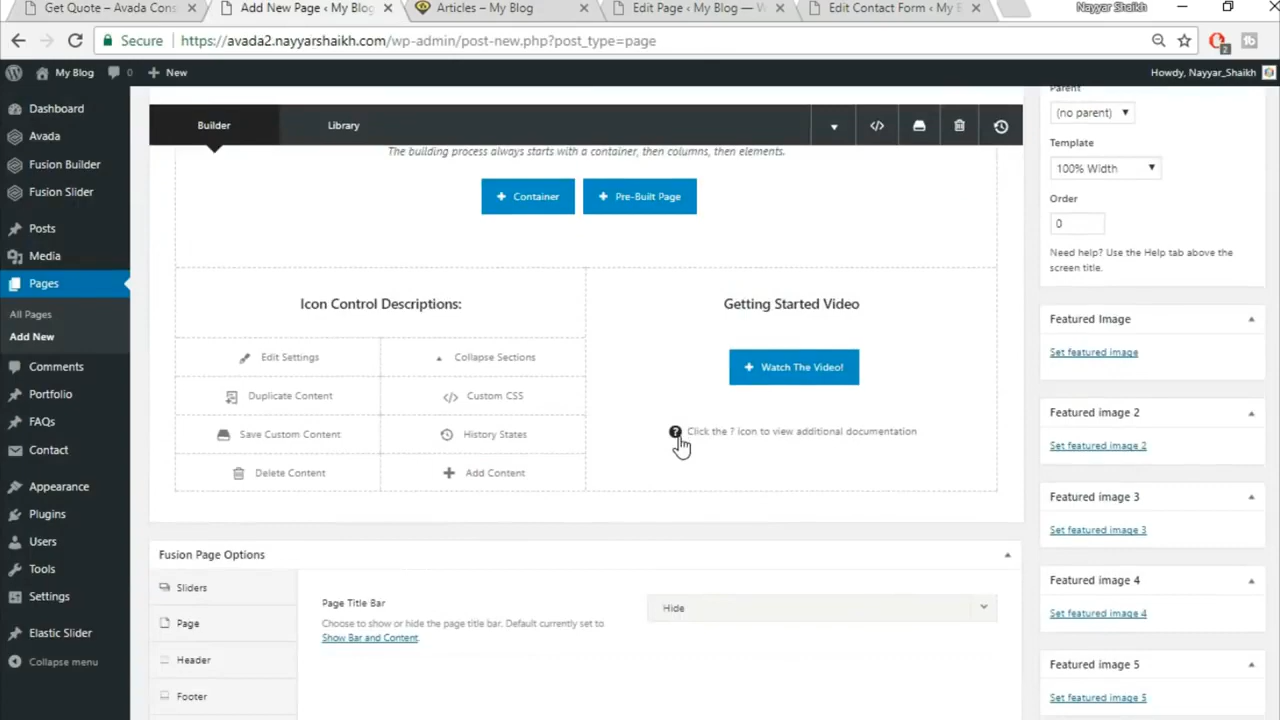 Get Quote – Avada Cons
Add New Page ‹ My Blog
Articles – My Blog
Edit Page ‹ My Blog — W
Edit Contact Form ‹ My B
Nayyar Shaikh
Secure
https://avada2.nayyarshaikh.com/wp-admin/post-new.php?post_type=page
2
My Blog
0
New
Howdy, Nayyar_Shaikh
Dashboard
Avada
Fusion Builder
Fusion Slider
Posts
Media
Pages
All Pages
Add New
Comments
Portfolio
FAQs
Contact
Appearance
Plugins
Users
Tools
Settings
Elastic Slider
Collapse menu
Builder
Library
The building process always starts with a container, then columns, then elements.
Container
Pre-Built Page
Icon Control Descriptions:
Edit Settings
Collapse Sections
Duplicate Content
Custom CSS
Save Custom Content
History States
Delete Content
Add Content
Getting Started Video
Watch The Video!
Click the ? icon to view additional documentation
Fusion Page Options
Sliders
Page
Header
Footer
Page Title Bar
Choose to show or hide the page title bar. Default currently set to
Show Bar and Content.
Hide
Parent
(no parent)
Template
100% Width
Order
0
Need help? Use the Help tab above the
screen title.
Featured Image
Set featured image
Featured image 2
Set featured image 2
Featured image 3
Set featured image 3
Featured image 4
Set featured image 4
Featured image 5
Set featured image 5